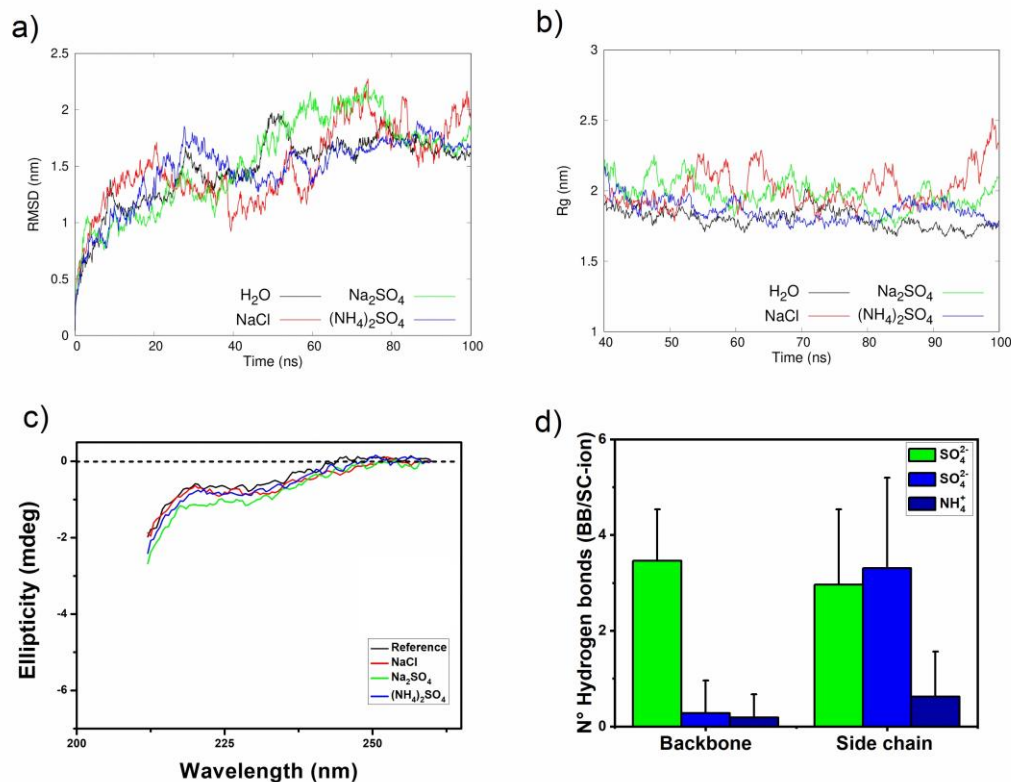 a)
RMSD (nm)
2.5
2
1.5
1
0.5
0
0 20 40 60 80 100
Time (ns)
H₂O Na₂SO₄
NaCl (NH₄)₂SO₄
b)
Rg (nm)
3
2.5
2
1.5
1
40 50 60 70 80 90 100
Time (ns)
H₂O Na₂SO₄
NaCl (NH₄)₂SO₄
c)
Ellipticity (mdeg)
0
-2
-4
-6
200 225 250
Wavelength (nm)
Reference
NaCl
Na₂SO₄
(NH₄)₂SO₄
d)
N° Hydrogen bonds (BB/SC-ion)
6
4
2
0
Backbone Side chain
SO₄²⁻
SO₄²⁻
NH₄⁺